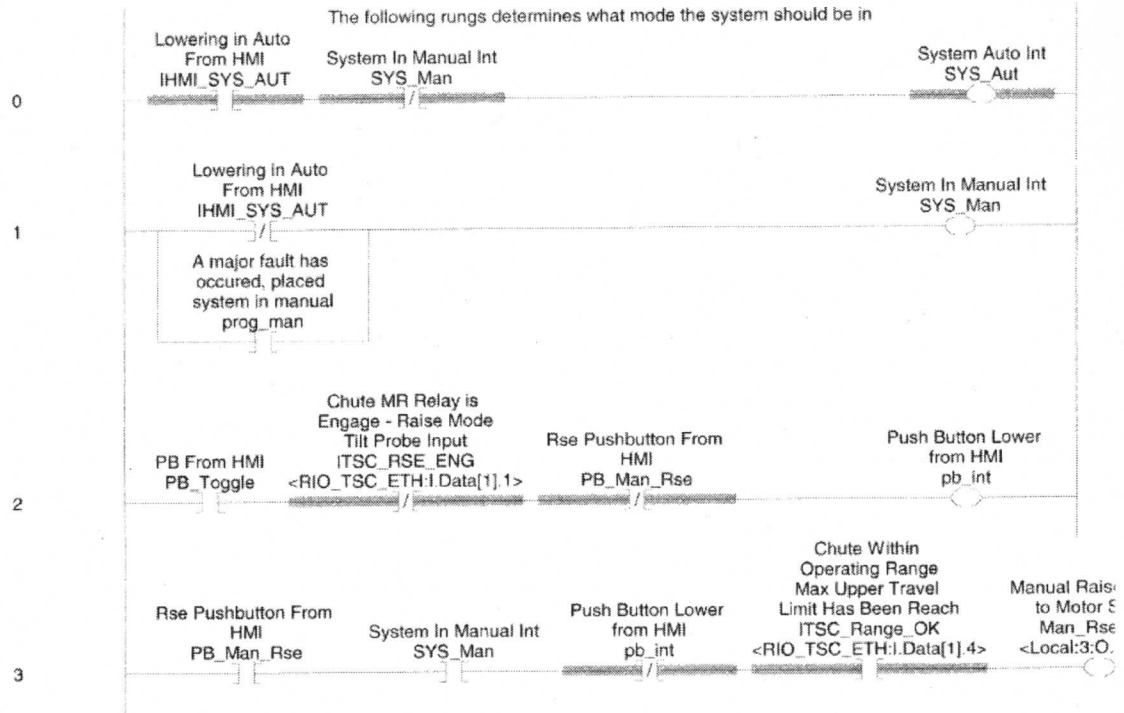 The following rungs determines what mode the system should be in
Lowering in Auto
From HMI
IHMI_SYS_AUT
System In Manual Int
SYS_Man
System Auto Int
SYS_Aut
0
Lowering in Auto
From HMI
IHMI_SYS_AUT
System In Manual Int
SYS_Man
1
A major fault has
occured, placed
system in manual
prog_man
Chute MR Relay is
Engage - Raise Mode
Tilt Probe Input
ITSC_RSE_ENG
<RIO_TSC_ETH:I.Data[1].1>
PB From HMI
PB_Toggle
Rse Pushbutton From
HMI
PB_Man_Rse
Push Button Lower
from HMI
pb_int
2
Rse Pushbutton From
HMI
PB_Man_Rse
System In Manual Int
SYS_Man
Push Button Lower
from HMI
pb_int
Chute Within
Operating Range
Max Upper Travel
Limit Has Been Reach
ITSC_Range_OK
<RIO_TSC_ETH:I.Data[1].4>
Manual Rais
to Motor S
Man_Rse
<Local:3:O.
3